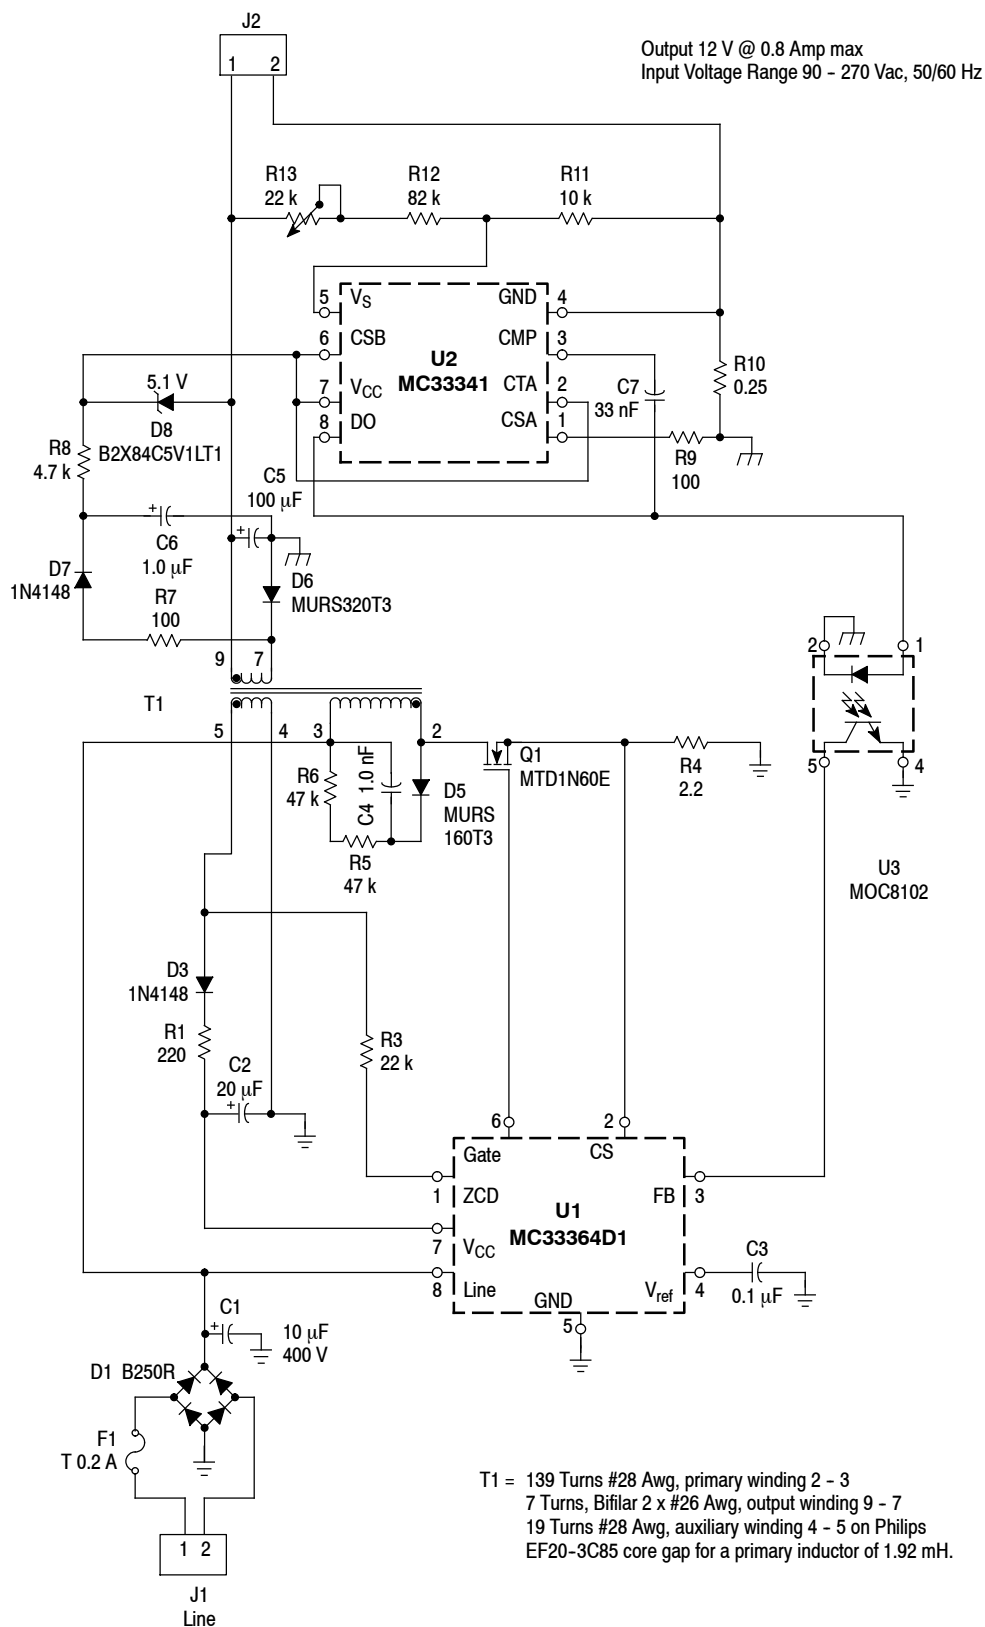 J2
1 2
Output 12 V @ 0.8 Amp max
Input Voltage Range 90 - 270 Vac, 50/60 Hz
R13
22 k
R12
82 k
R11
10 k
5
VS
GND
4
6
CSB
CMP
3
U2
MC33341
7
VCC
CTA
2
8
DO
CSA
1
C7
33 nF
R10
0.25
R9
100
5.1 V
D8
B2X84C5V1LT1
R8
4.7 k
C5
100 µF
+
+
C6
1.0 µF
D7
1N4148
R7
100
D6
MURS320T3
9
7
T1
5
4
3
2
R6
47 k
C4 1.0 nF
D5
MURS
160T3
R5
47 k
Q1
MTD1N60E
R4
2.2
2
1
5
4
U3
MOC8102
D3
1N4148
R1
220
C2
20 µF
+
R3
22 k
6
2
Gate
CS
1
ZCD
FB
3
U1
MC33364D1
7
VCC
8
Line
GND
Vref
4
5
C3
0.1 µF
C1
+
10 µF
400 V
D1 B250R
F1
T 0.2 A
1 2
J1
Line
T1 = 139 Turns #28 Awg, primary winding 2 - 3
7 Turns, Bifilar 2 x #26 Awg, output winding 9 - 7
19 Turns #28 Awg, auxiliary winding 4 - 5 on Philips
EF20-3C85 core gap for a primary inductor of 1.92 mH.